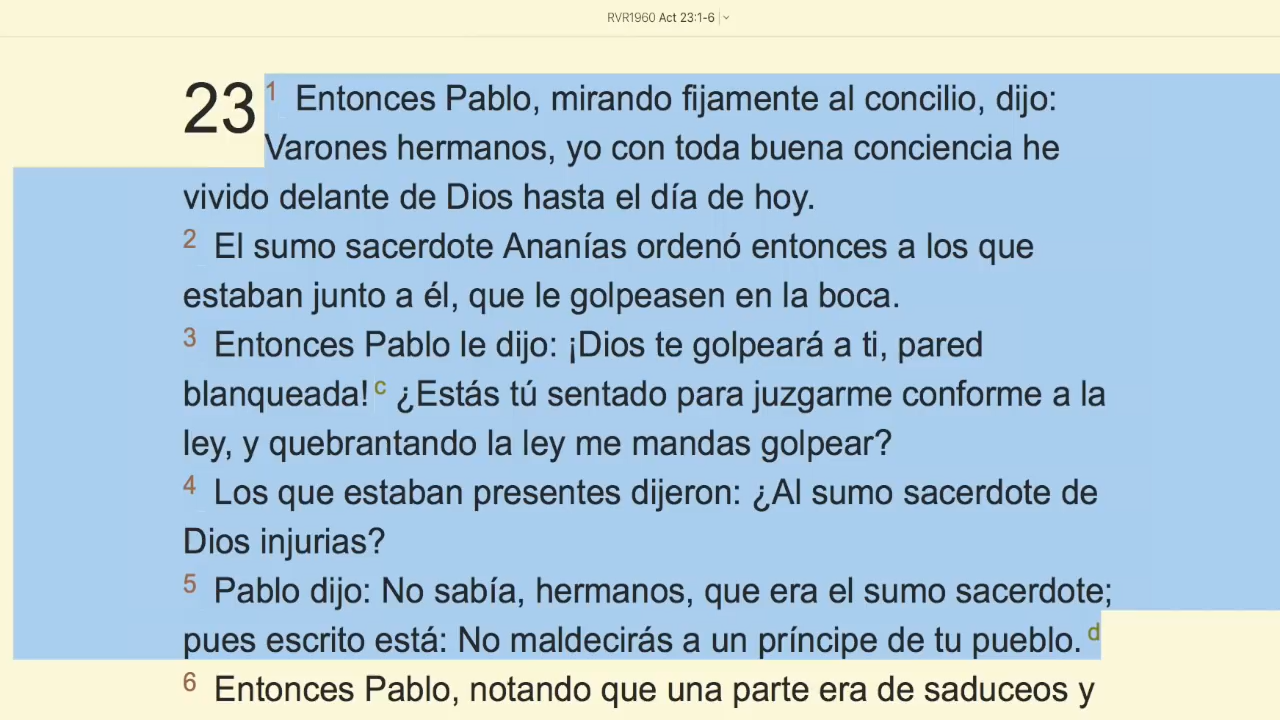 RVR1960 Act 23:1-6
23 1 Entonces Pablo, mirando fijamente al concilio, dijo:
Varones hermanos, yo con toda buena conciencia he
vivido delante de Dios hasta el día de hoy.
2 El sumo sacerdote Ananías ordenó entonces a los que
estaban junto a él, que le golpeasen en la boca.
3 Entonces Pablo le dijo: ¡Dios te golpeará a ti, pared
blanqueada! c ¿Estás tú sentado para juzgarme conforme a la
ley, y quebrantando la ley me mandas golpear?
4 Los que estaban presentes dijeron: ¿Al sumo sacerdote de
Dios injurias?
5 Pablo dijo: No sabía, hermanos, que era el sumo sacerdote;
pues escrito está: No maldecirás a un príncipe de tu pueblo. d
6 Entonces Pablo, notando que una parte era de saduceos y